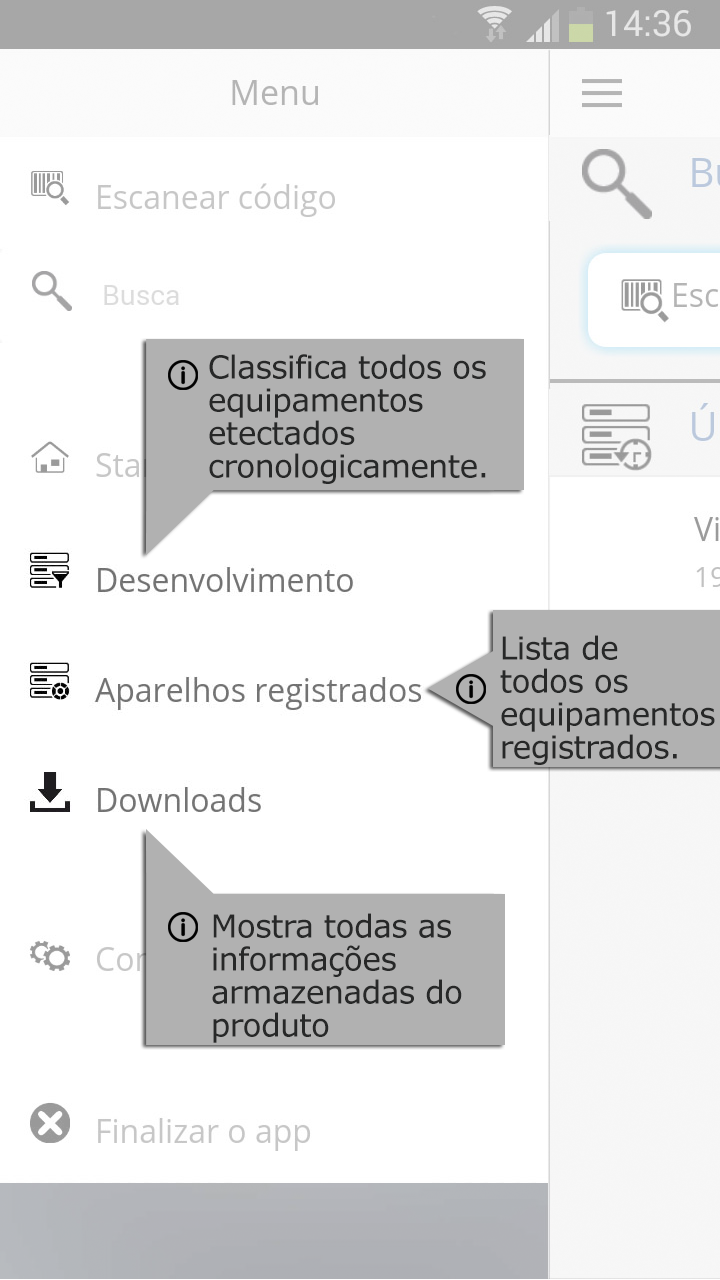 14:36
Menu
Escanear código
Busca
Classifica todos os
equipamentos
etectados
cronologicamente.
Sta
Desenvolvimento
Aparelhos registrados
Lista de
todos os
equipamentos
registrados.
Downloads
Mostra todas as
informações
armazenadas do
produto
Cor
Finalizar o app
Bu
Esc
Ú
Vi
19